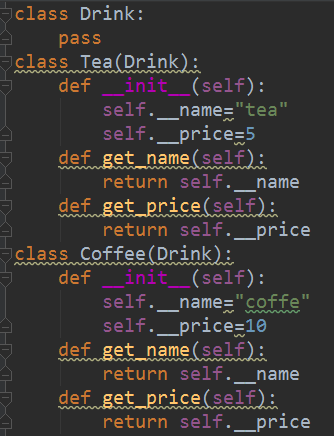 class Drink:
    pass
class Tea(Drink):
    def __init__(self):
        self.__name="tea"
        self.__price=5
    def get_name(self):
        return self.__name
    def get_price(self):
        return self.__price
class Coffee(Drink):
    def __init__(self):
        self.__name="coffe"
        self.__price=10
    def get_name(self):
        return self.__name
    def get_price(self):
        return self.__price